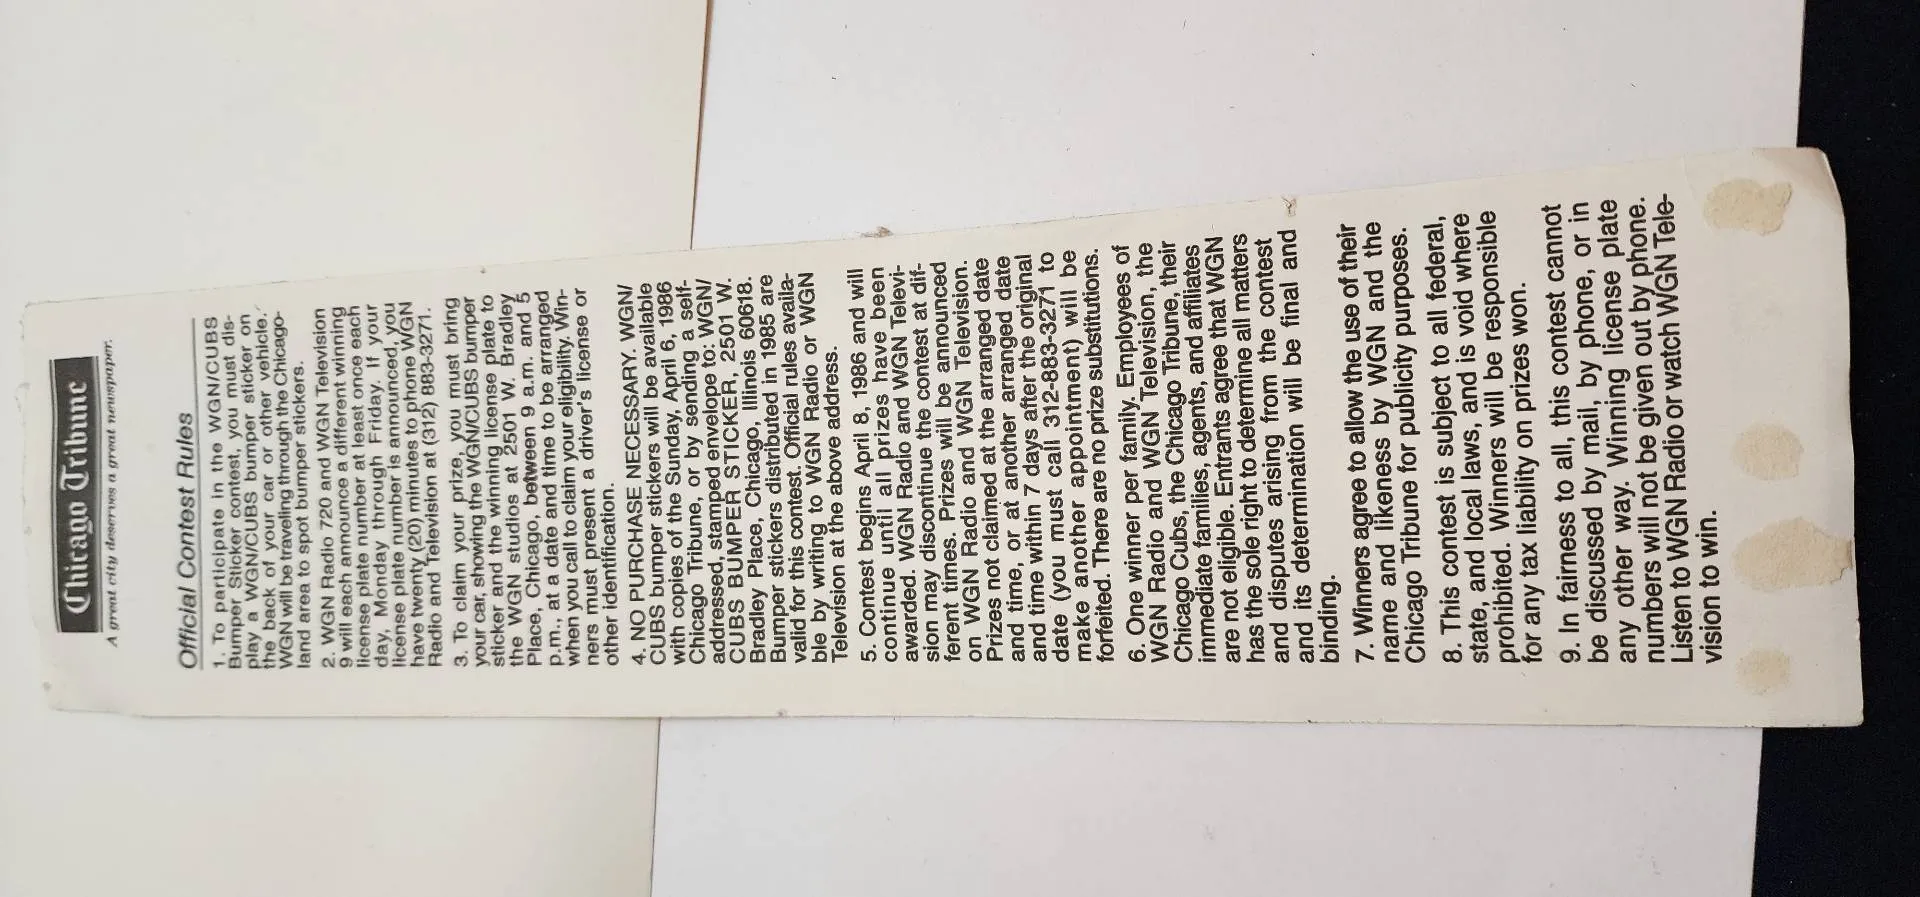 Chicago Tribune
A great city deserves a great newspaper.
Official Contest Rules
1. To participate in the WGN/CUBS
Bumper Sticker contest, you must dis-
play a WGN/CUBS bumper sticker on
the back of your car or other vehicle.
WGN will be traveling through the Chicago-
land area to spot bumper stickers.
2. WGN Radio 720 and WGN Television
9 will each announce a different winning
license plate number at least once each
day, Monday through Friday. If your
license plate number is announced, you
have twenty (20) minutes to phone WGN
Radio and Television at (312) 883-3271.
3. To claim your prize, you must bring
your car, showing the WGN/CUBS bumper
sticker and the winning license plate to
the WGN studios at 2501 W. Bradley
Place, Chicago, between 9 a.m. and 5
p.m., at a date and time to be arranged
when you call to claim your eligibility. Win-
ners must present a driver's license or
other identification.
4. NO PURCHASE NECESSARY. WGN/
CUBS bumper stickers will be available
with copies of the Sunday, April 6, 1986
Chicago Tribune, or by sending a self-
addressed, stamped envelope to: WGN/
CUBS BUMPER STICKER, 2501 W.
Bradley Place, Chicago, Illinois 60618.
Bumper stickers distributed in 1985 are
valid for this contest. Official rules availa-
ble by writing to WGN Radio or WGN
Television at the above address.
5. Contest begins April 8, 1986 and will
continue until all prizes have been
awarded. WGN Radio and WGN Televi-
sion may discontinue the contest at dif-
ferent times. Prizes will be announced
on WGN Radio and WGN Television.
Prizes not claimed at the arranged date
and time, or at another arranged date
and time within 7 days after the original
date (you must call 312-883-3271 to
make another appointment) will be
forfeited. There are no prize substitutions.
6. One winner per family. Employees of
WGN Radio and WGN Television, the
Chicago Cubs, the Chicago Tribune, their
immediate families, agents, and affiliates
are not eligible. Entrants agree that WGN
has the sole right to determine all matters
and disputes arising from the contest
and its determination will be final and
binding.
7. Winners agree to allow the use of their
name and likeness by WGN and the
Chicago Tribune for publicity purposes.
8. This contest is subject to all federal,
state, and local laws, and is void where
prohibited. Winners will be responsible
for any tax liability on prizes won.
9. In fairness to all, this contest cannot
be discussed by mail, by phone, or in
any other way. Winning license plate
numbers will not be given out by phone.
Listen to WGN Radio or watch WGN Tele-
vision to win.